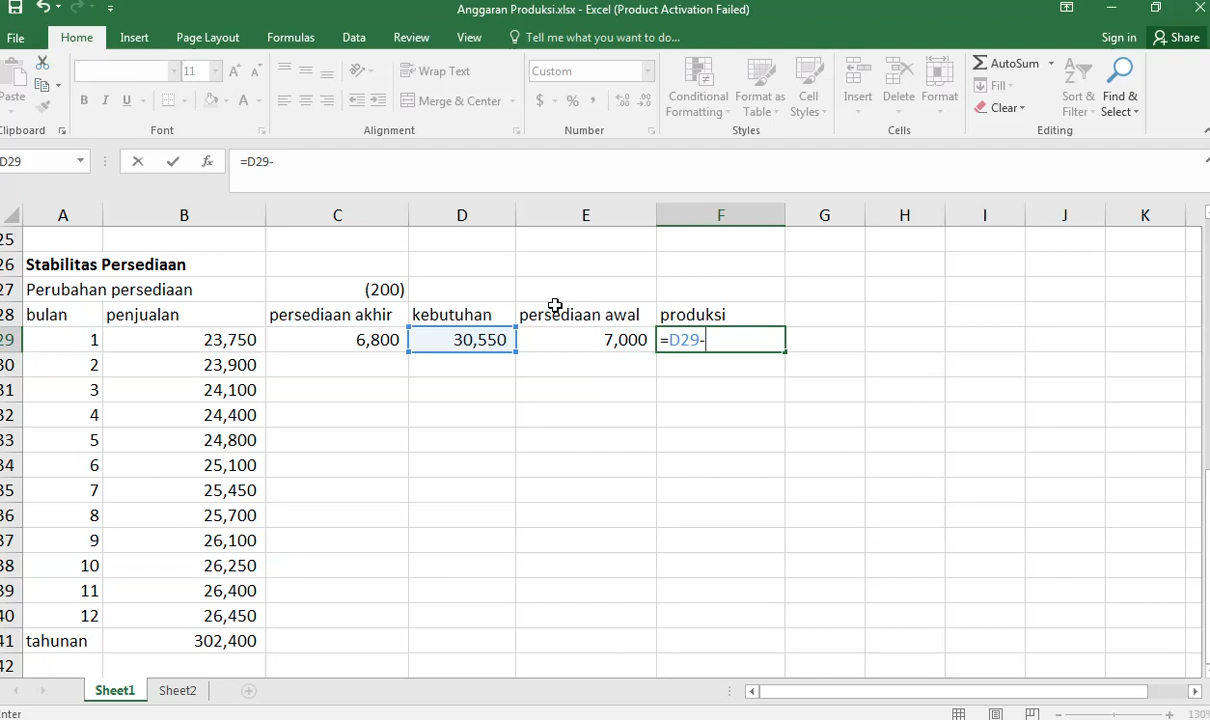 Anggaran Produksi.xlsx - Excel (Product Activation Failed)
File Home Insert Page Layout Formulas Data Review View Tell me what you want to do... Sign in Share
11 A A Wrap Text Custom AutoSum
Paste B I U Merge & Center $ % , Conditional Formatting Format as Table Cell Styles Insert Delete Format Fill Clear Sort & Filter Find & Select
Clipboard Font Alignment Number Styles Cells Editing
D29 fx =D29-
A B C D E F G H I J K
25
26 Stabilitas Persediaan
27 Perubahan persediaan (200)
28 bulan penjualan persediaan akhir kebutuhan persediaan awal produksi
29 1 23,750 6,800 30,550 7,000 =D29-
30 2 23,900
31 3 24,100
32 4 24,400
33 5 24,800
34 6 25,100
35 7 25,450
36 8 25,700
37 9 26,100
38 10 26,250
39 11 26,400
40 12 26,450
41 tahunan 302,400
42
Sheet1 Sheet2
Enter 130%